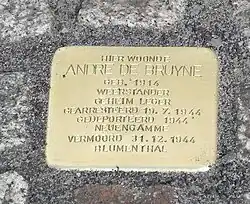 HIER WOONDE
ANDRE DE BRUYNE
GEB. 1914
WEERSTANDER
GEHEIM LEGER
GEARRESTEERD 19.7.1944
GEDEPORTEERD 1944
NEUENGAMME
VERMOORD 31.12.1944
BLUMENTHAL